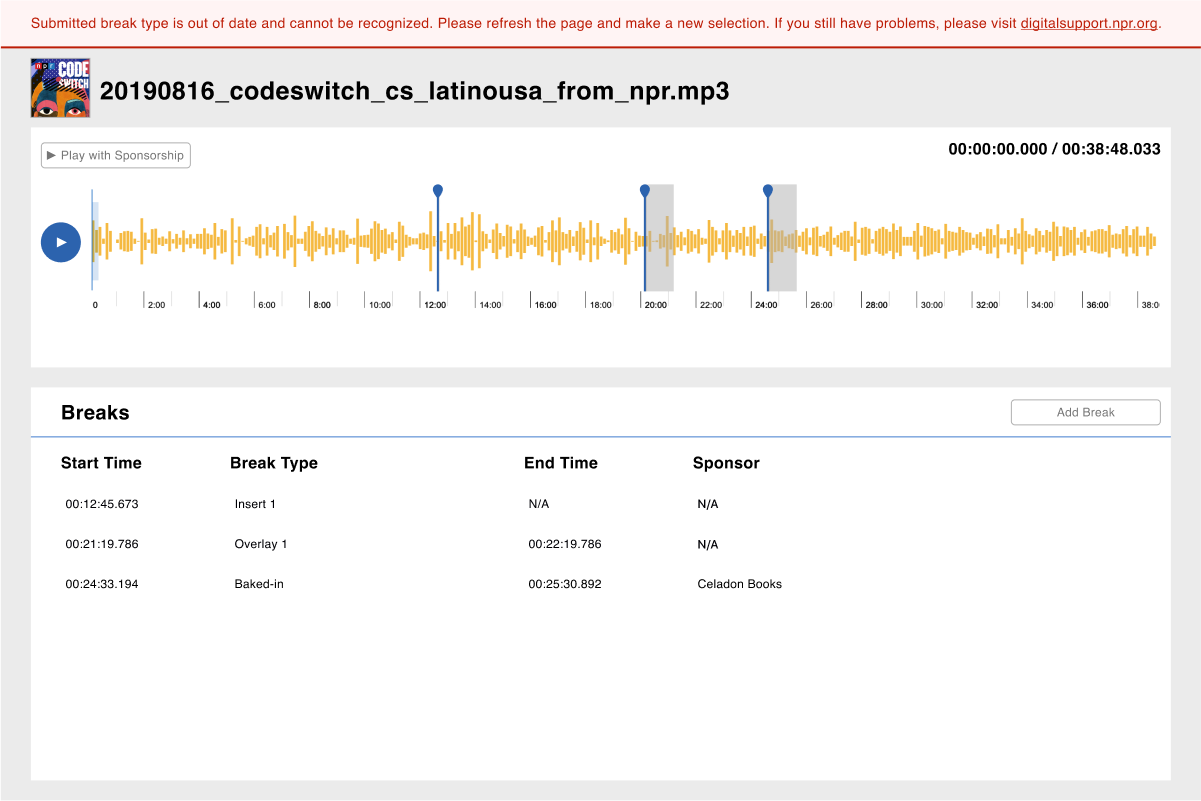 Submitted break type is out of date and cannot be recognized. Please refresh the page and make a new selection. If you still have problems, please visit digitalsupport.npr.org.
npr CODE
SWITCH
20190816_codeswitch_cs_latinousa_from_npr.mp3
Play with Sponsorship
00:00:00.000 / 00:38:48.033
0 2:00 4:00 6:00 8:00 10:00 12:00 14:00 16:00 18:00 20:00 22:00 24:00 26:00 28:00 30:00 32:00 34:00 36:00 38:0
Breaks
Add Break
Start Time Break Type End Time Sponsor
00:12:45.673 Insert 1 N/A N/A
00:21:19.786 Overlay 1 00:22:19.786 N/A
00:24:33.194 Baked-in 00:25:30.892 Celadon Books